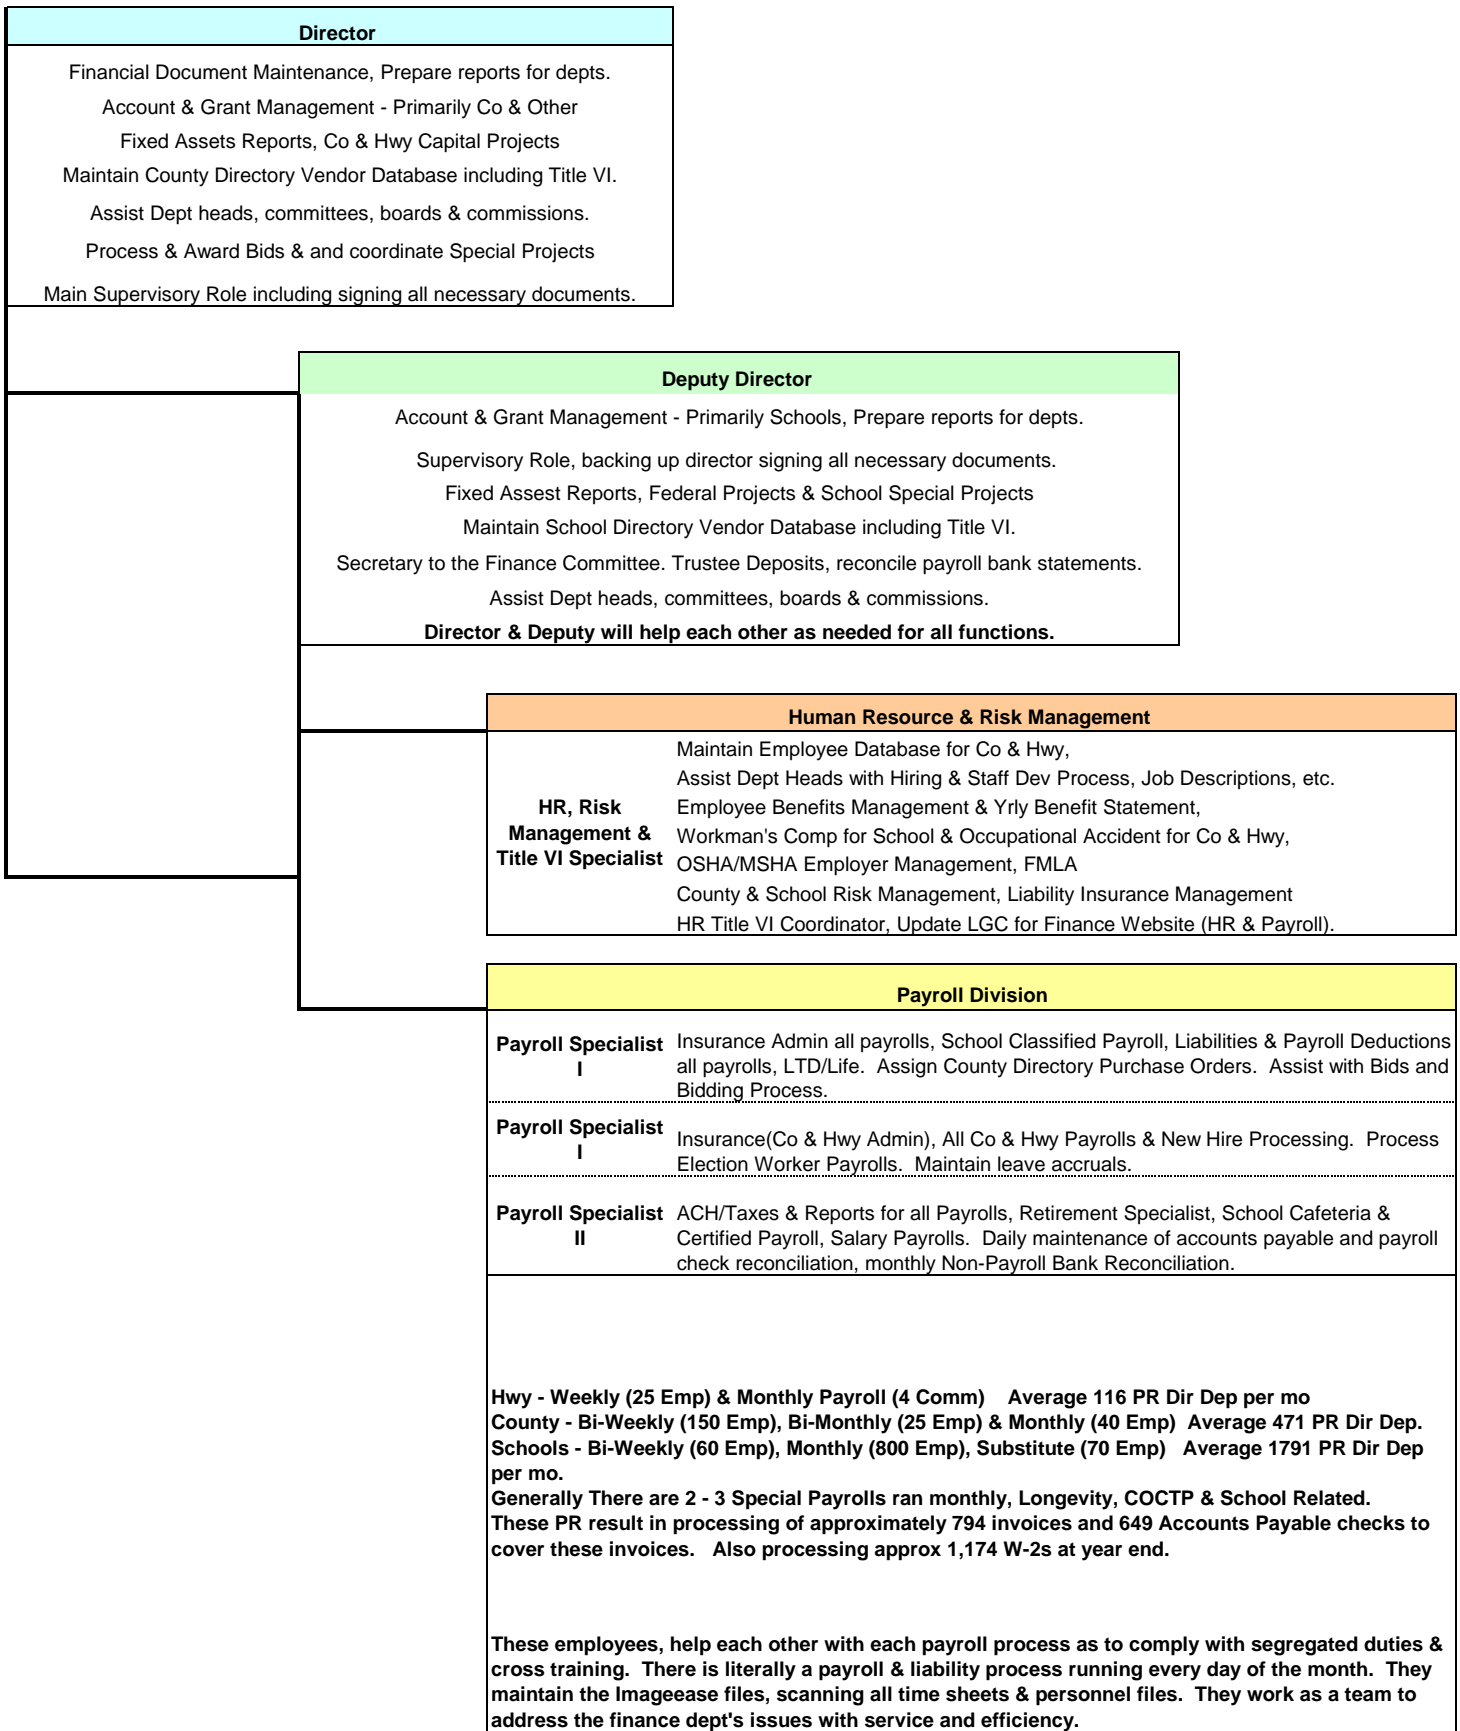 Director
Financial Document Maintenance, Prepare reports for depts.
Account & Grant Management - Primarily Co & Other
Fixed Assets Reports, Co & Hwy Capital Projects
Maintain County Directory Vendor Database including Title VI.
Assist Dept heads, committees, boards & commissions.
Process & Award Bids & and coordinate Special Projects
Main Supervisory Role including signing all necessary documents.
Deputy Director
Account & Grant Management - Primarily Schools, Prepare reports for depts.
Supervisory Role, backing up director signing all necessary documents.
Fixed Assest Reports, Federal Projects & School Special Projects
Maintain School Directory Vendor Database including Title VI.
Secretary to the Finance Committee. Trustee Deposits, reconcile payroll bank statements.
Assist Dept heads, committees, boards & commissions.
Director & Deputy will help each other as needed for all functions.
Human Resource & Risk Management
HR, Risk
Management &
Title VI Specialist
Maintain Employee Database for Co & Hwy,
Assist Dept Heads with Hiring & Staff Dev Process, Job Descriptions, etc.
Employee Benefits Management & Yrly Benefit Statement,
Workman's Comp for School & Occupational Accident for Co & Hwy,
OSHA/MSHA Employer Management, FMLA
County & School Risk Management, Liability Insurance Management
HR Title VI Coordinator, Update LGC for Finance Website (HR & Payroll).
Payroll Division
Payroll Specialist
I
Insurance Admin all payrolls, School Classified Payroll, Liabilities & Payroll Deductions
all payrolls, LTD/Life.  Assign County Directory Purchase Orders.  Assist with Bids and
Bidding Process.
Payroll Specialist
I
Insurance(Co & Hwy Admin), All Co & Hwy Payrolls & New Hire Processing.  Process
Election Worker Payrolls.  Maintain leave accruals.
Payroll Specialist
II
ACH/Taxes & Reports for all Payrolls, Retirement Specialist, School Cafeteria &
Certified Payroll, Salary Payrolls.  Daily maintenance of accounts payable and payroll
check reconciliation, monthly Non-Payroll Bank Reconciliation.
Hwy - Weekly (25 Emp) & Monthly Payroll (4 Comm)    Average 116 PR Dir Dep per mo
County - Bi-Weekly (150 Emp), Bi-Monthly (25 Emp) & Monthly (40 Emp)  Average 471 PR Dir Dep.
Schools - Bi-Weekly (60 Emp), Monthly (800 Emp), Substitute (70 Emp)   Average 1791 PR Dir Dep
per mo.
Generally There are 2 - 3 Special Payrolls ran monthly, Longevity, COCTP & School Related.
These PR result in processing of approximately 794 invoices and 649 Accounts Payable checks to
cover these invoices.   Also processing approx 1,174 W-2s at year end.
These employees, help each other with each payroll process as to comply with segregated duties &
cross training.  There is literally a payroll & liability process running every day of the month.  They
maintain the Imageease files, scanning all time sheets & personnel files.  They work as a team to
address the finance dept's issues with service and efficiency.